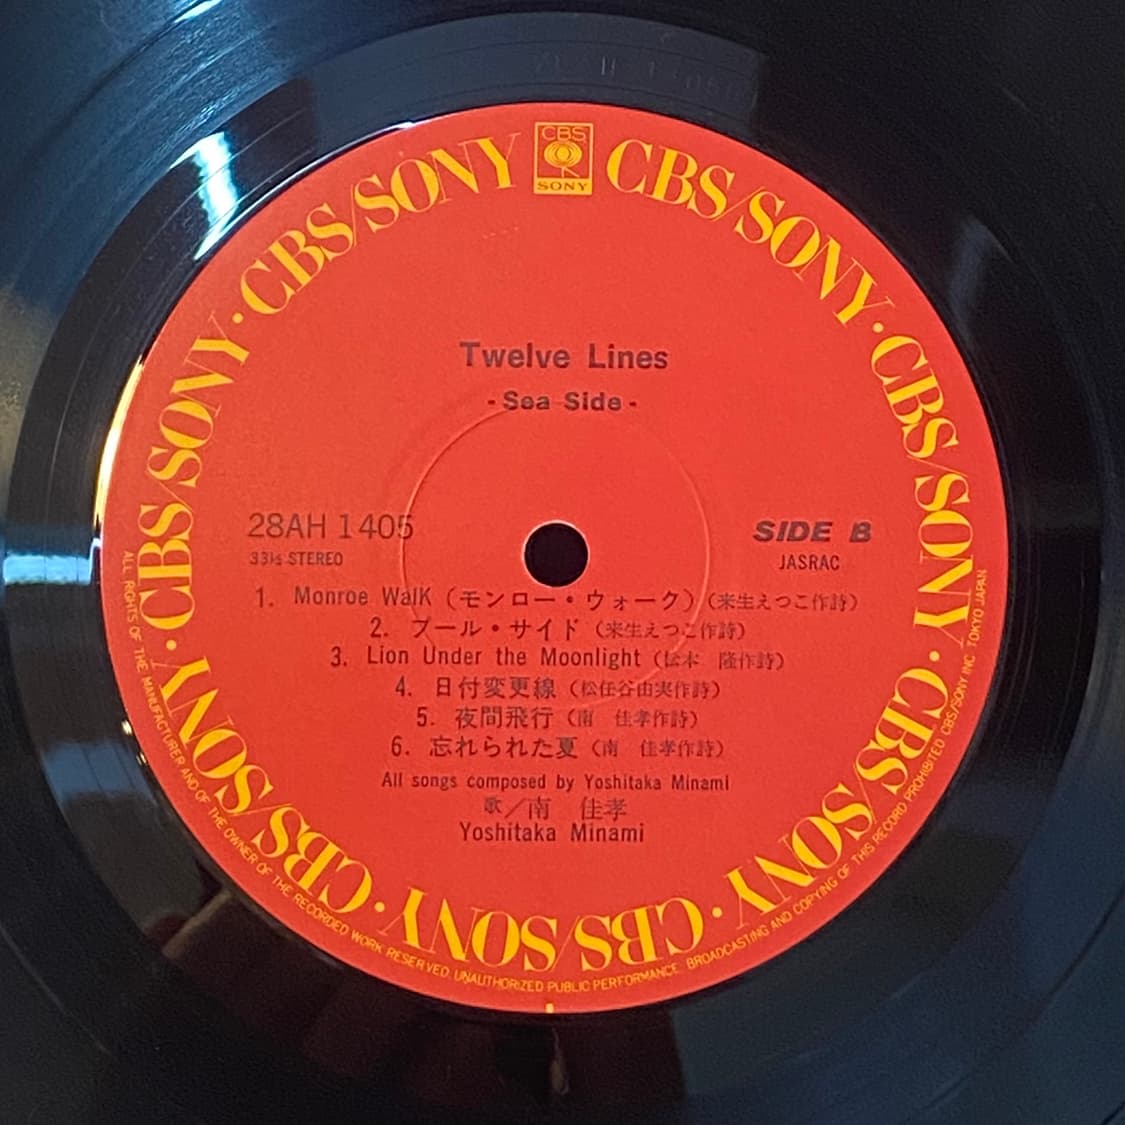 CBS/SONY · CBS/SONY · CBS/SONY · CBS/SONY · CBS/SONY · CBS/SONY · CBS/SONY · CBS/SONY
CBS
SONY
Twelve Lines
- Sea Side -
28AH 1405
SIDE B
33⅓ STEREO
JASRAC
1. Monroe Walk (モンロー・ウォーク) (来生えつこ作詩)
2. プール・サイド (来生えつこ作詩)
3. Lion Under the Moonlight (松本 隆作詩)
4. 日付変更線 (松任谷由実作詩)
5. 夜間飛行 (南 佳孝作詩)
6. 忘れられた夏 (南 佳孝作詩)
All songs composed by Yoshitaka Minami
歌／南 佳孝
Yoshitaka Minami
ALL RIGHTS OF THE MANUFACTURER AND OF THE OWNER OF THE RECORDED WORK RESERVED. UNAUTHORIZED PUBLIC PERFORMANCE. BROADCASTING AND COPYING OF THIS RECORD PROHIBITED CBS/SONY INC. TOKYO JAPAN